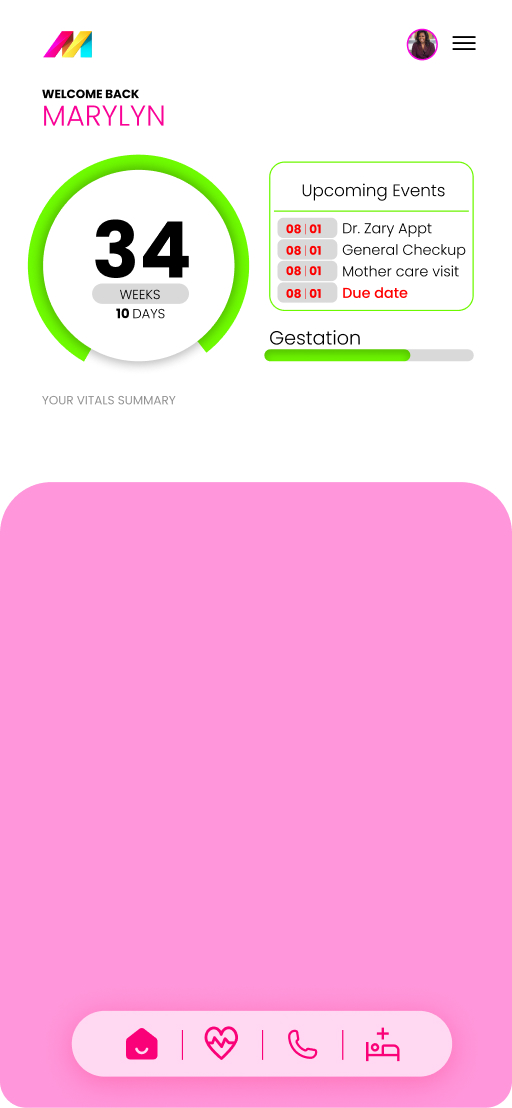 WELCOME BACK
MARYLYN
34
WEEKS
10 DAYS
Upcoming Events
08 | 01 Dr. Zary Appt
08 | 01 General Checkup
08 | 01 Mother care visit
08 | 01 Due date
Gestation
YOUR VITALS SUMMARY